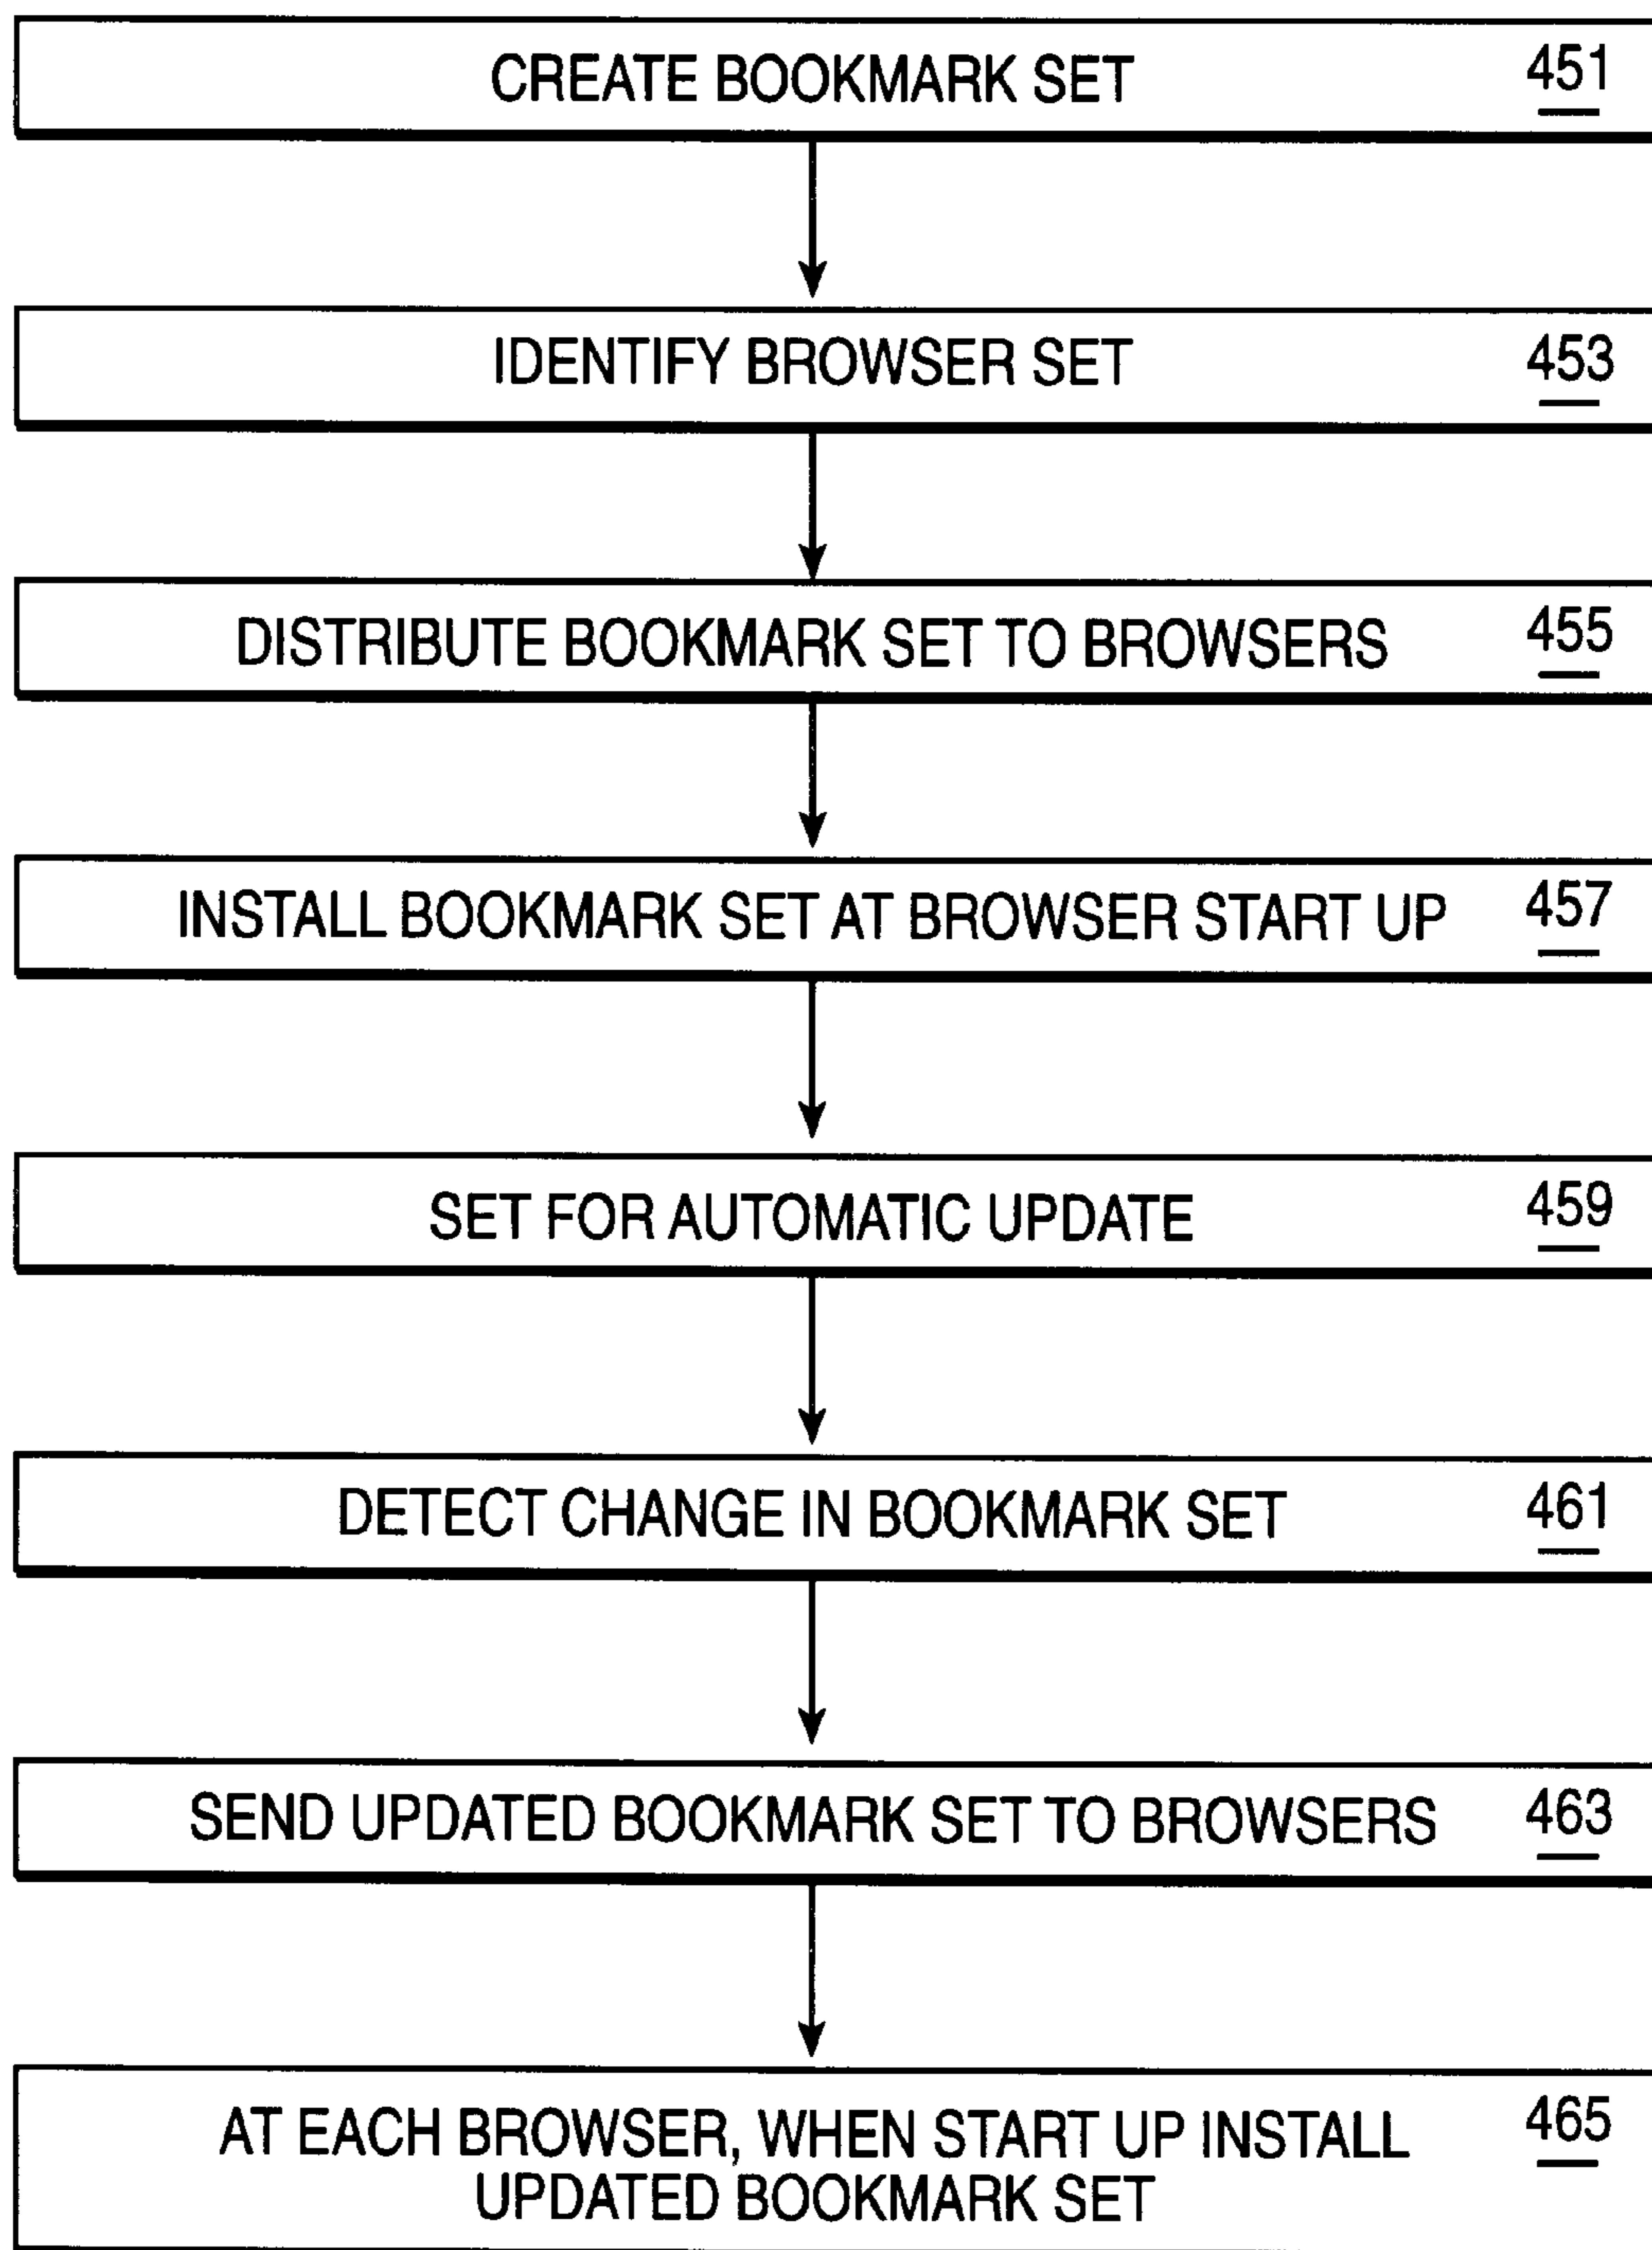 CREATE BOOKMARK SET 451
IDENTIFY BROWSER SET 453
DISTRIBUTE BOOKMARK SET TO BROWSERS 455
INSTALL BOOKMARK SET AT BROWSER START UP 457
SET FOR AUTOMATIC UPDATE 459
DETECT CHANGE IN BOOKMARK SET 461
SEND UPDATED BOOKMARK SET TO BROWSERS 463
AT EACH BROWSER, WHEN START UP INSTALL 465
UPDATED BOOKMARK SET